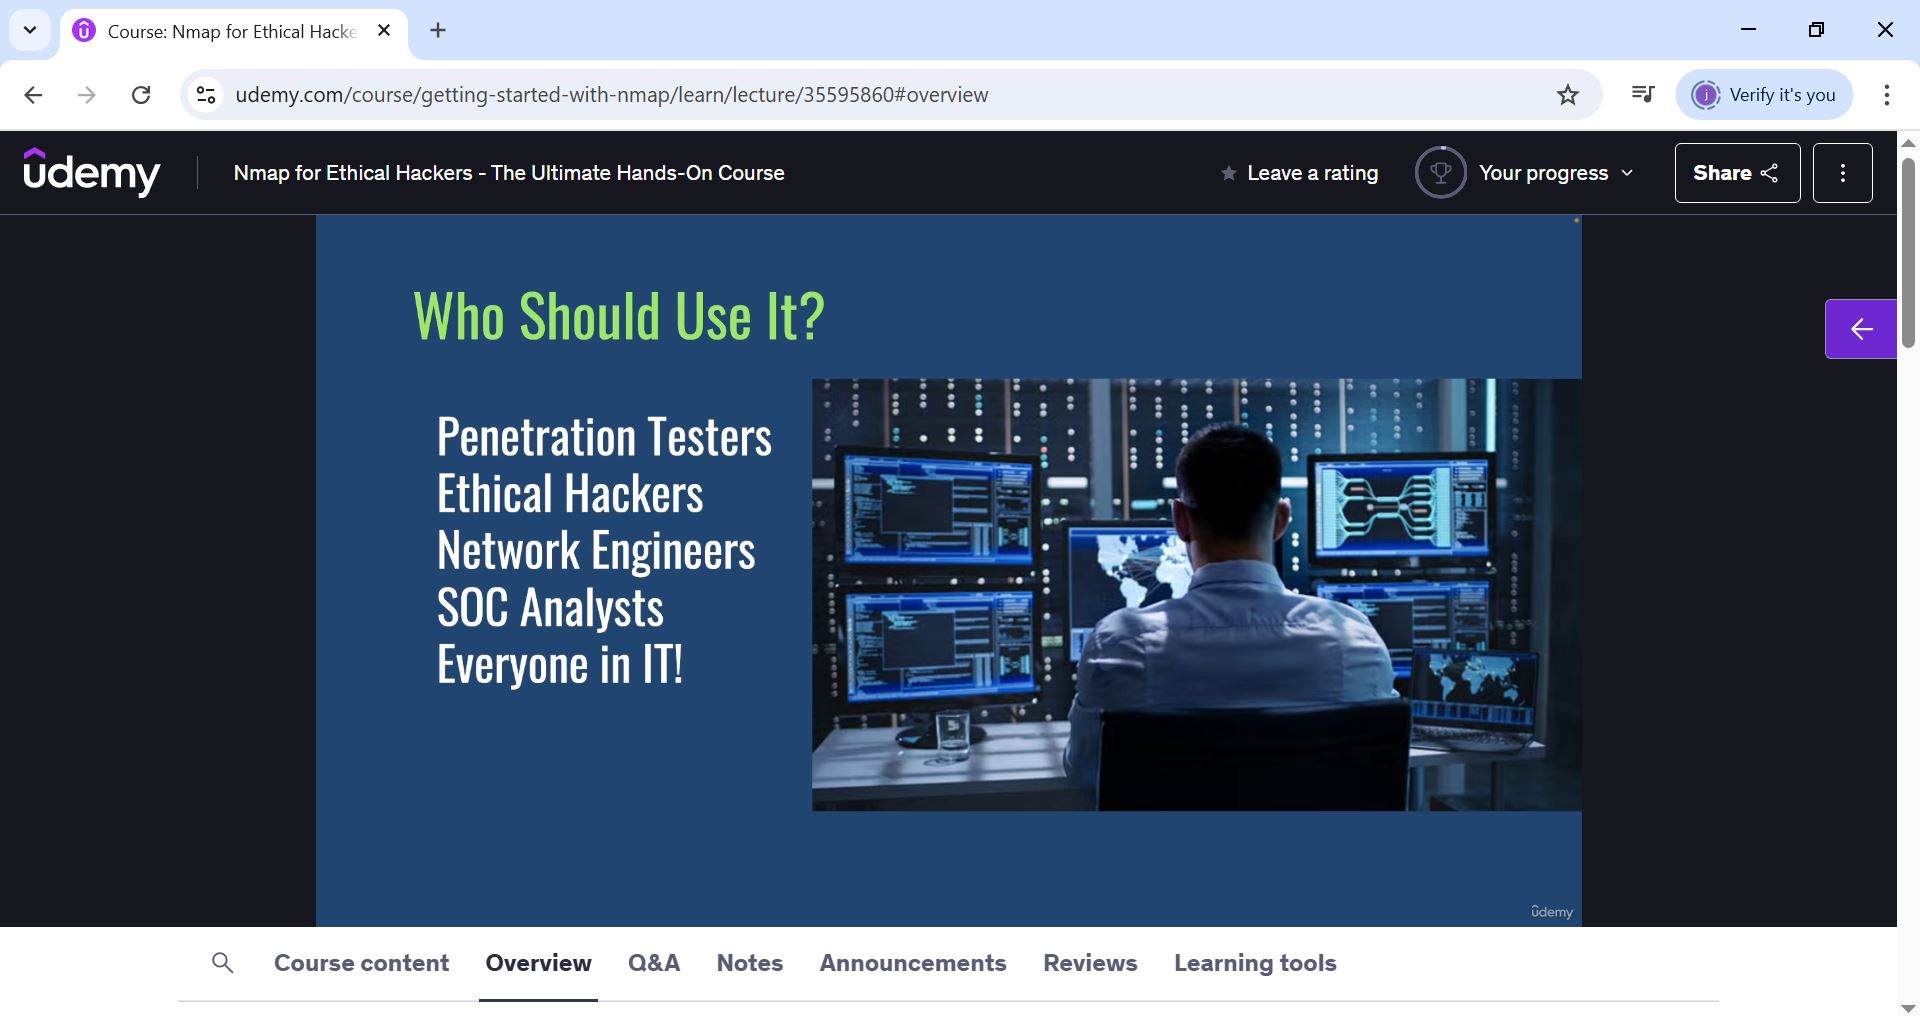 Course: Nmap for Ethical Hacke
udemy.com/course/getting-started-with-nmap/learn/lecture/35595860#overview
j
Verify it's you
udemy
Nmap for Ethical Hackers - The Ultimate Hands-On Course
Leave a rating
Your progress
Share
Who Should Use It?
Penetration Testers
Ethical Hackers
Network Engineers
SOC Analysts
Everyone in IT!
udemy
Course content
Overview
Q&A
Notes
Announcements
Reviews
Learning tools